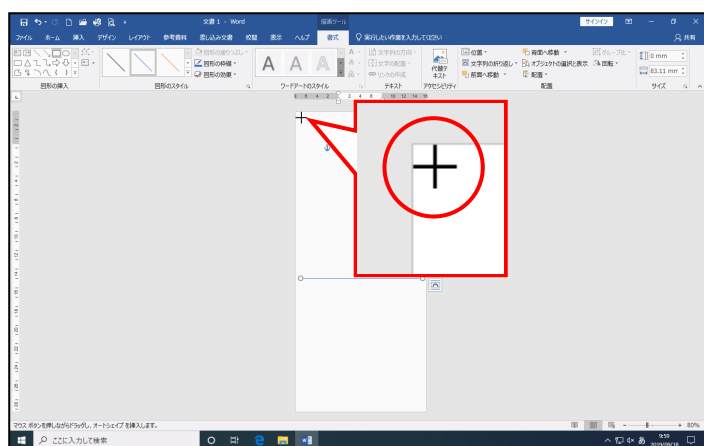 文書 1 - Word
描画ツール
サインイン
ファイル ホーム 挿入 デザイン レイアウト 参考資料 差し込み文書 校閲 表示 ヘルプ 書式 実行したい作業を入力してください 共有
図形の塗りつぶし
図形の枠線
図形の効果
A A A
文字列の方向
文字の配置
リンクの作成
代替テキスト
位置
文字列の折り返し
前面へ移動
背面へ移動
オブジェクトの選択と表示
配置
グループ化
回転
0 mm
83.11 mm
図形の挿入 図形のスタイル ワードアートのスタイル テキスト アクセシビリティ 配置 サイズ
マウス ボタンを押しながらドラッグし、オートシェイプを挿入します。
80%
ここに入力して検索
あ
9:59
2019/09/18